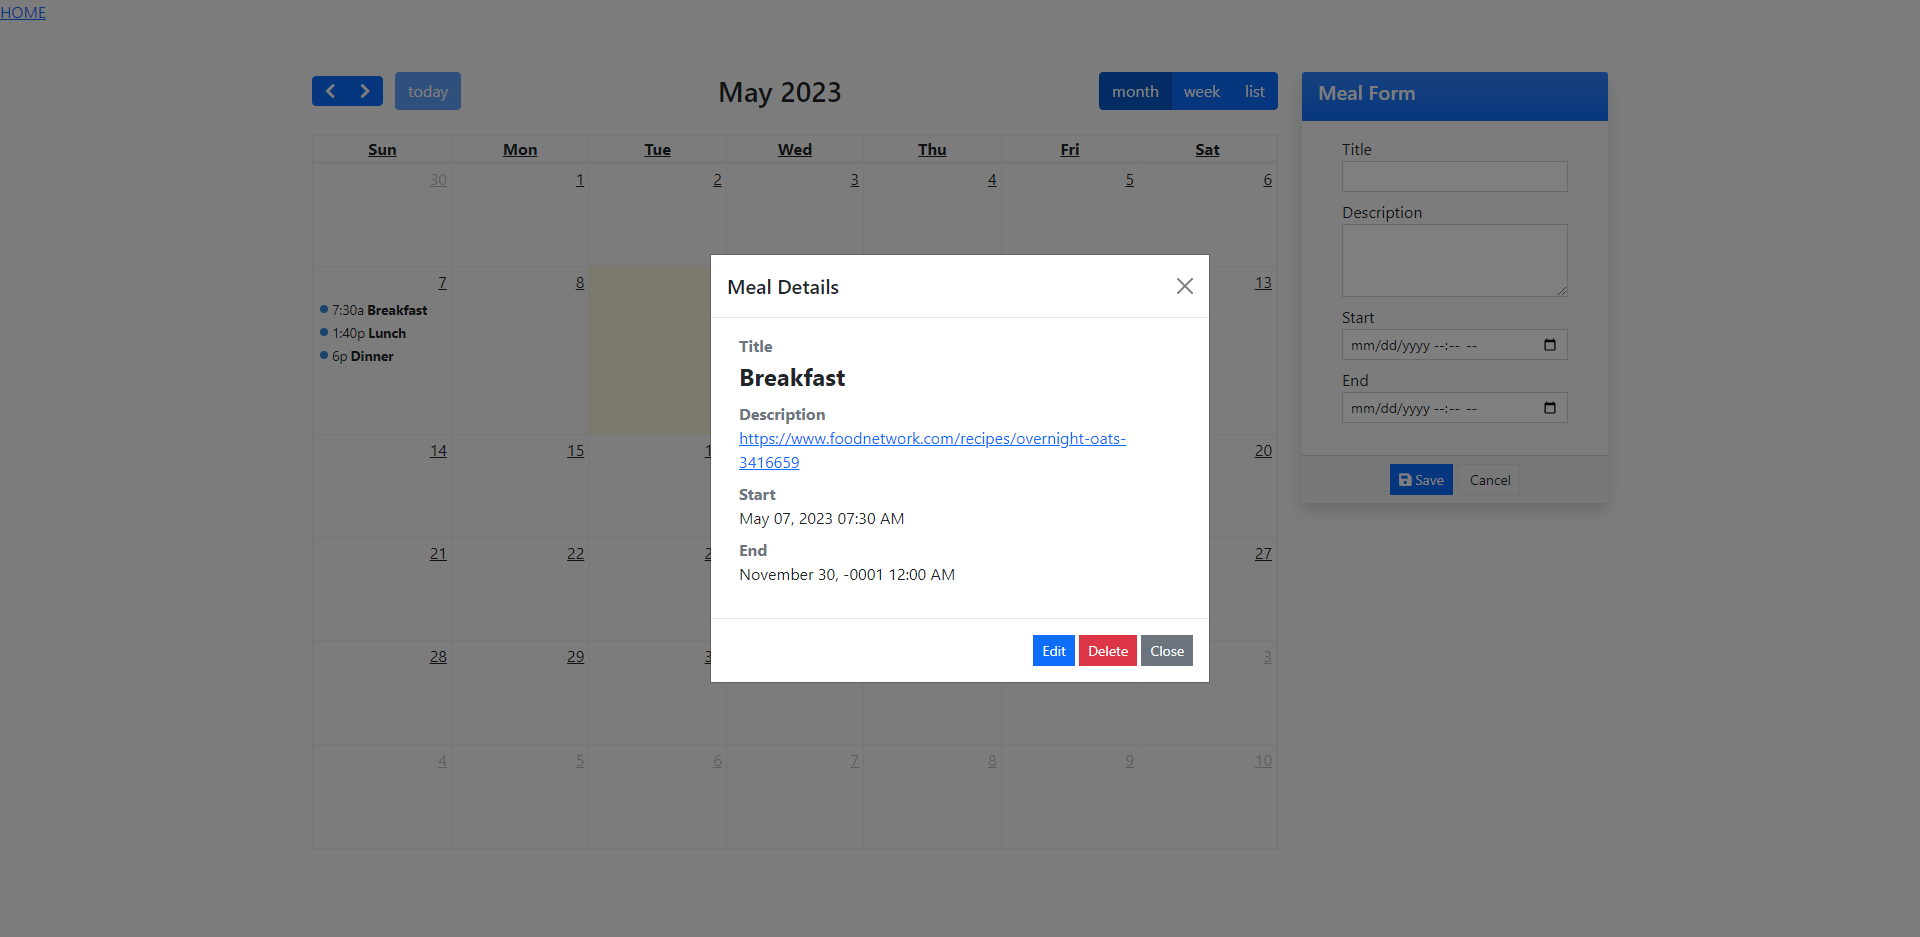 HOME
today
May 2023
month week list
Sun Mon Tue Wed Thu Fri Sat
30 1 2 3 4 5 6
7 8 13
7:30a Breakfast
1:40p Lunch
6p Dinner
14 15 20
21 22 27
28 29 3
4 5 6 7 8 9 10
Meal Details
Title
Breakfast
Description
https://www.foodnetwork.com/recipes/overnight-oats-
3416659
Start
May 07, 2023 07:30 AM
End
November 30, -0001 12:00 AM
Edit Delete Close
Meal Form
Title
Description
Start
mm/dd/yyyy --:-- --
End
mm/dd/yyyy --:-- --
Save Cancel